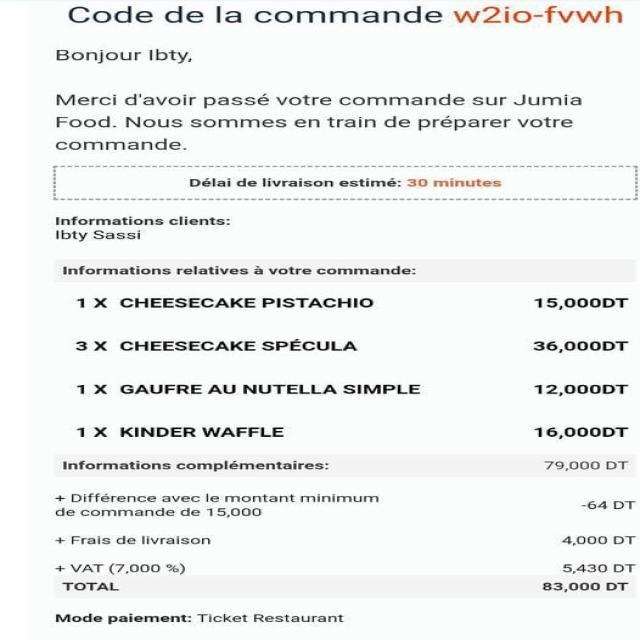 Code de la commande w2io-fvwh
Bonjour Ibty,
Merci d'avoir passé votre commande sur Jumia
Food. Nous sommes en train de préparer votre
commande.
Délai de livraison estimé: 30 minutes
Informations clients:
Ibty Sassi
Informations relatives à votre commande:
1 X CHEESECAKE PISTACHIO 15,000DT
3 X CHEESECAKE SPÉCULA 36,000DT
1 X GAUFRE AU NUTELLA SIMPLE 12,000DT
1 X KINDER WAFFLE 16,000DT
Informations complémentaires: 79,000 DT
+ Différence avec le montant minimum
de commande de 15,000 -64 DT
+ Frais de livraison 4,000 DT
+ VAT (7,000 %) 5,430 DT
TOTAL 83,000 DT
Mode paiement: Ticket Restaurant